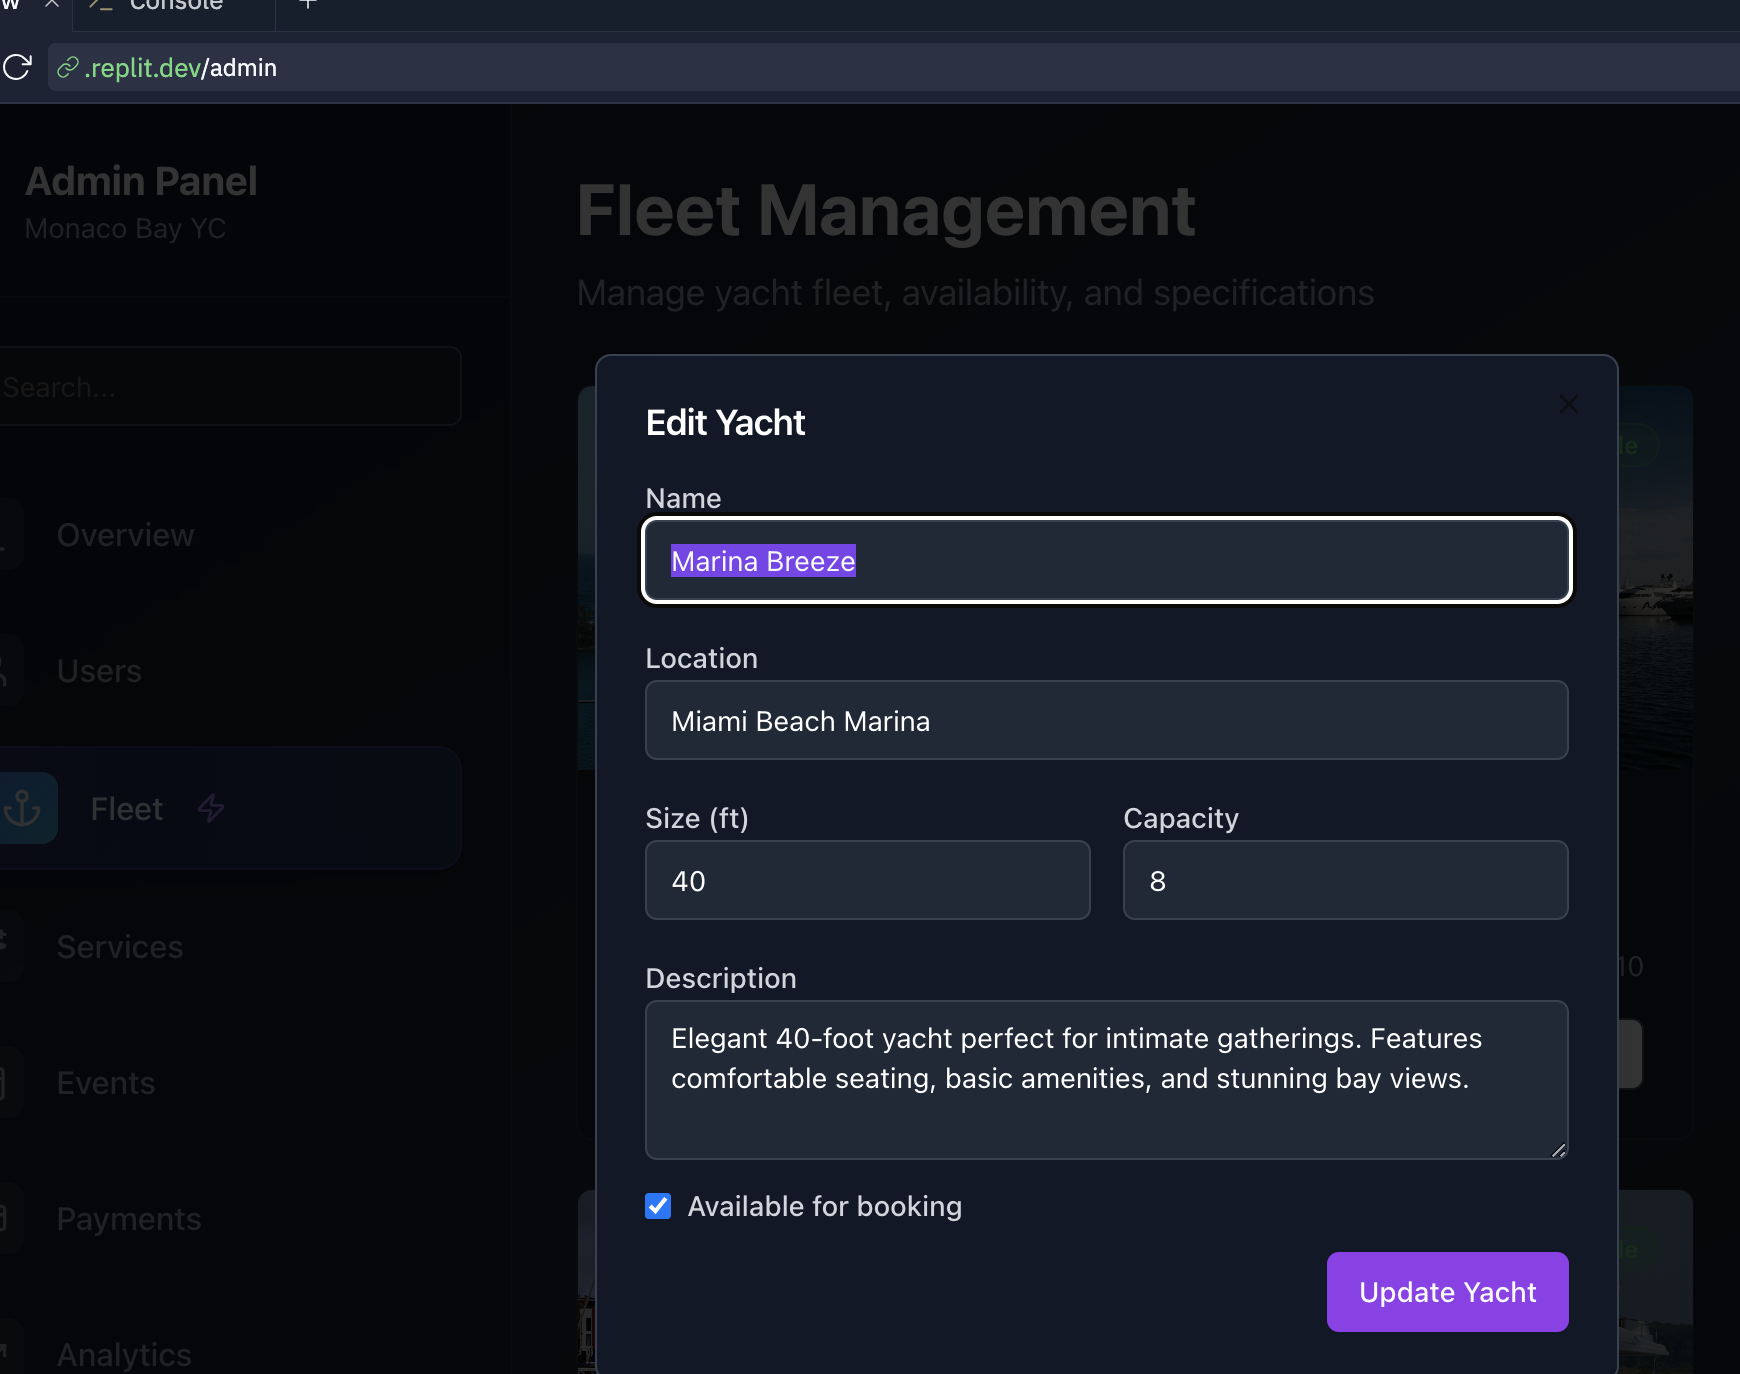 w
Console
.replit.dev/admin
Admin Panel
Monaco Bay YC
Search...
Overview
Users
Fleet
Services
Events
Payments
Analytics
Fleet Management
Manage yacht fleet, availability, and specifications
Edit Yacht
Name
Marina Breeze
Location
Miami Beach Marina
Size (ft)
Capacity
40
8
Description
Elegant 40-foot yacht perfect for intimate gatherings. Features
comfortable seating, basic amenities, and stunning bay views.
Available for booking
Update Yacht
le
10
le